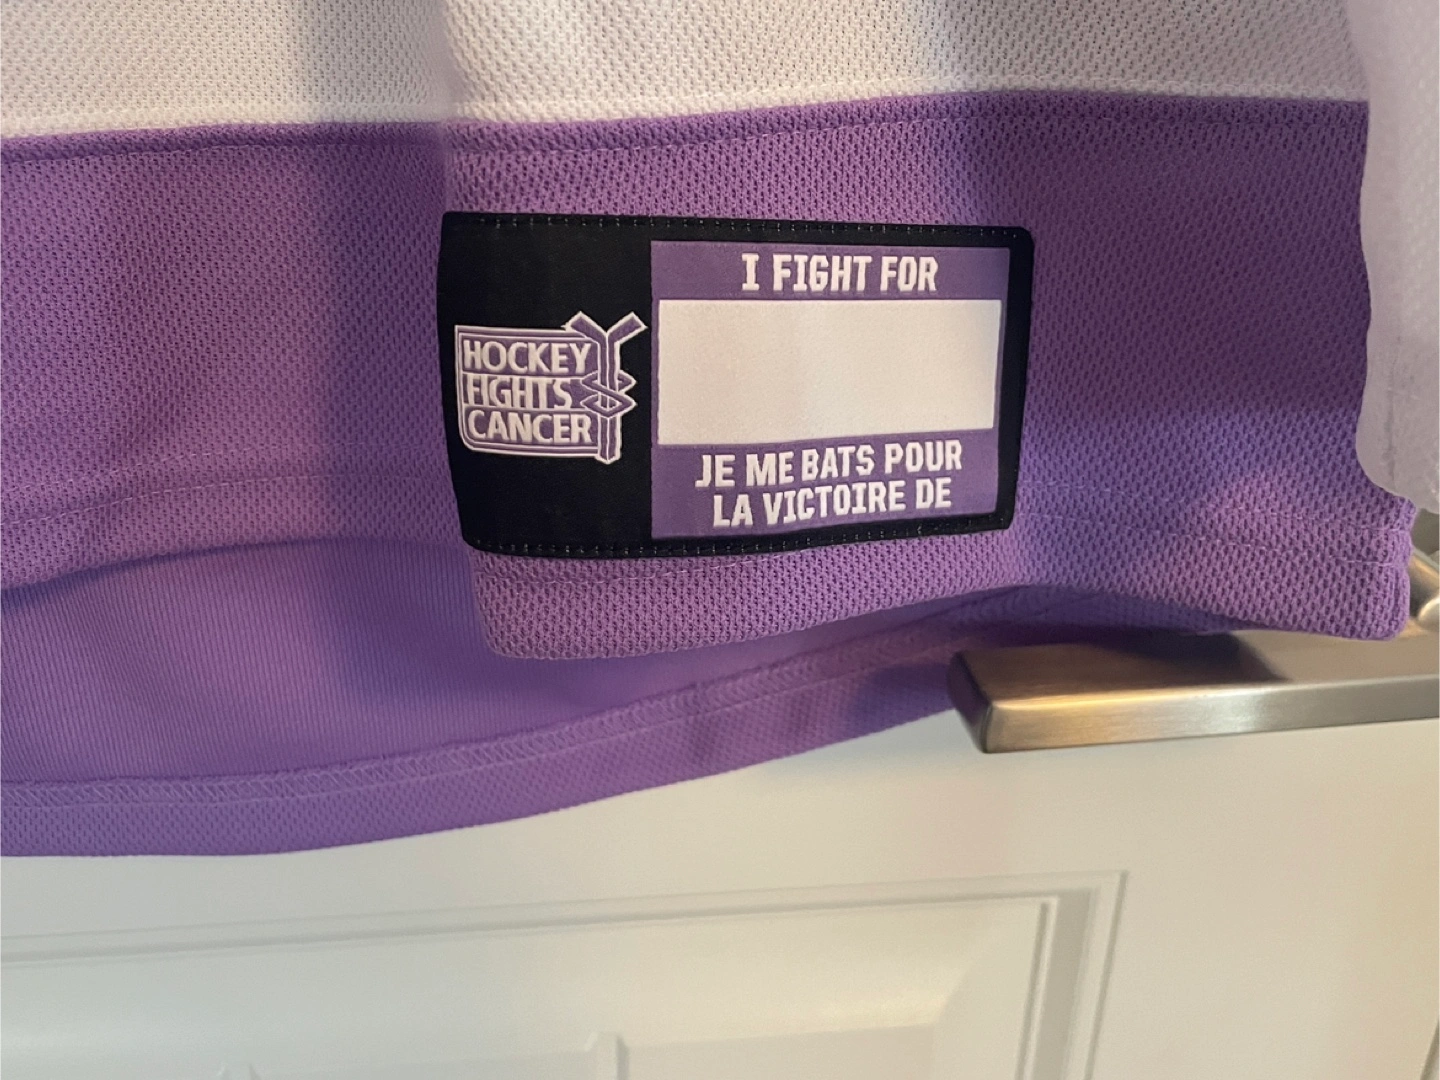 HOCKEY
FIGHTS
CANCER
I FIGHT FOR
JE ME BATS POUR
LA VICTOIRE DE